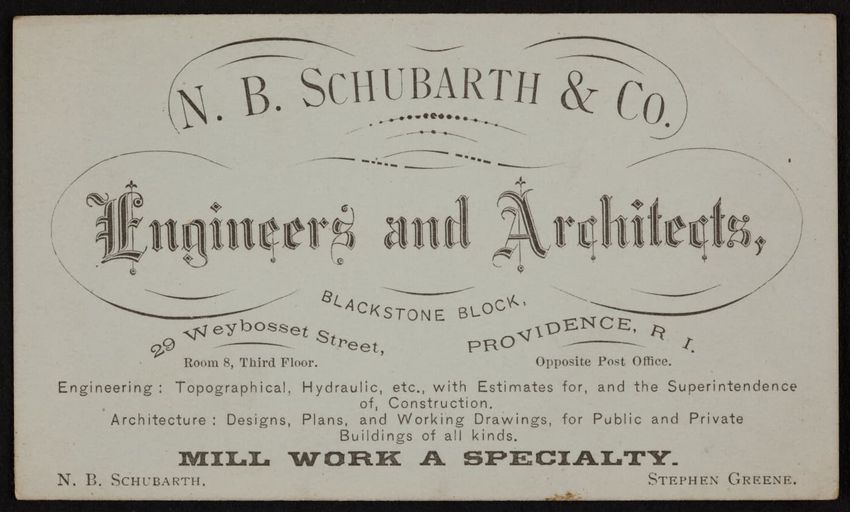 N. B. SCHUBARTH & CO.
Engineers and Architects,
BLACKSTONE BLOCK,
29 Weybosset Street,
PROVIDENCE, R. I.
Room 8, Third Floor.
Opposite Post Office.
Engineering: Topographical, Hydraulic, etc., with Estimates for, and the Superintendence
of, Construction.
Architecture: Designs, Plans, and Working Drawings, for Public and Private
Buildings of all kinds.
MILL WORK A SPECIALTY.
N. B. SCHUBARTH.
STEPHEN GREENE.